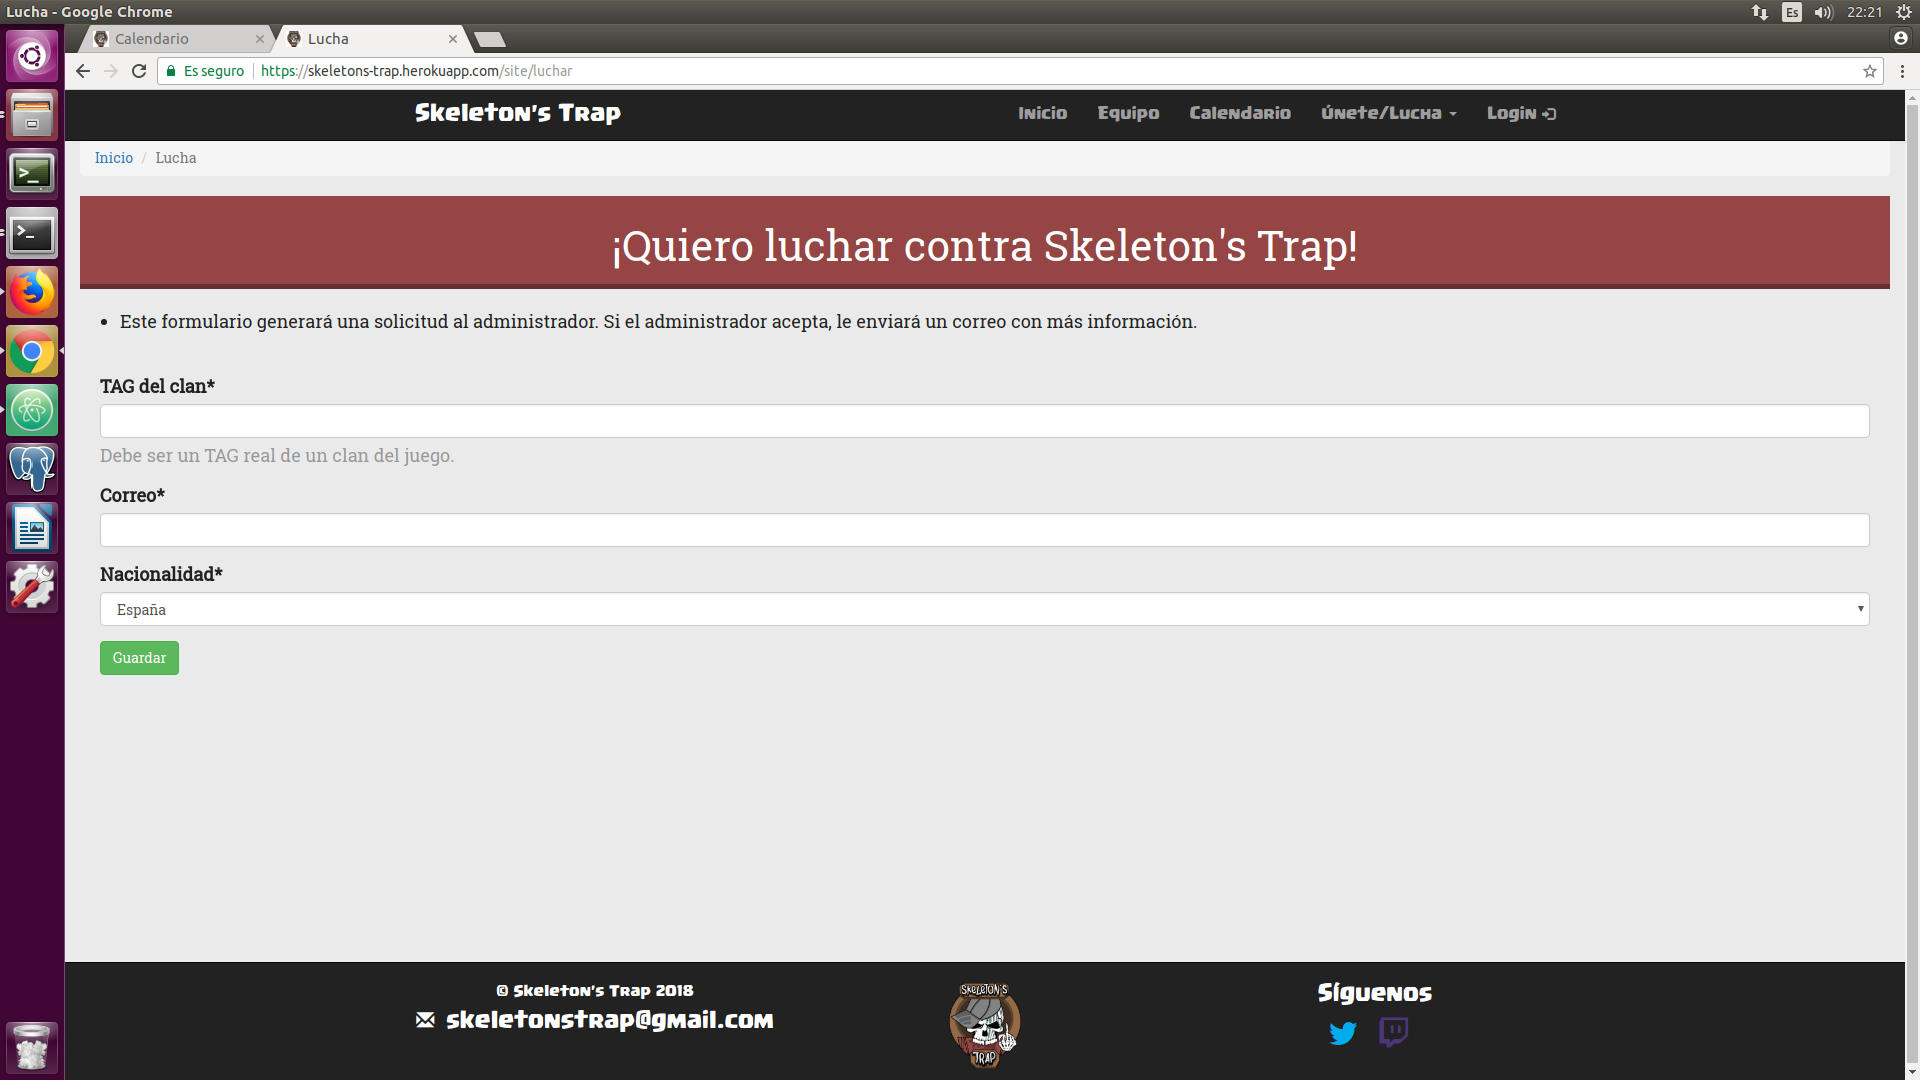 Lucha - Google Chrome
Es
22:21
Calendario
Lucha
Es seguro
https://skeletons-trap.herokuapp.com/site/luchar
Skeleton's Trap
Inicio
Equipo
Calendario
Únete/Lucha
Login
Inicio / Lucha
¡Quiero luchar contra Skeleton's Trap!
• Este formulario generará una solicitud al administrador. Si el administrador acepta, le enviará un correo con más información.
TAG del clan*
Debe ser un TAG real de un clan del juego.
Correo*
Nacionalidad*
España
Guardar
© Skeleton's Trap 2018
skeletonstrap@gmail.com
SKELETON'S
TRAP
Síguenos